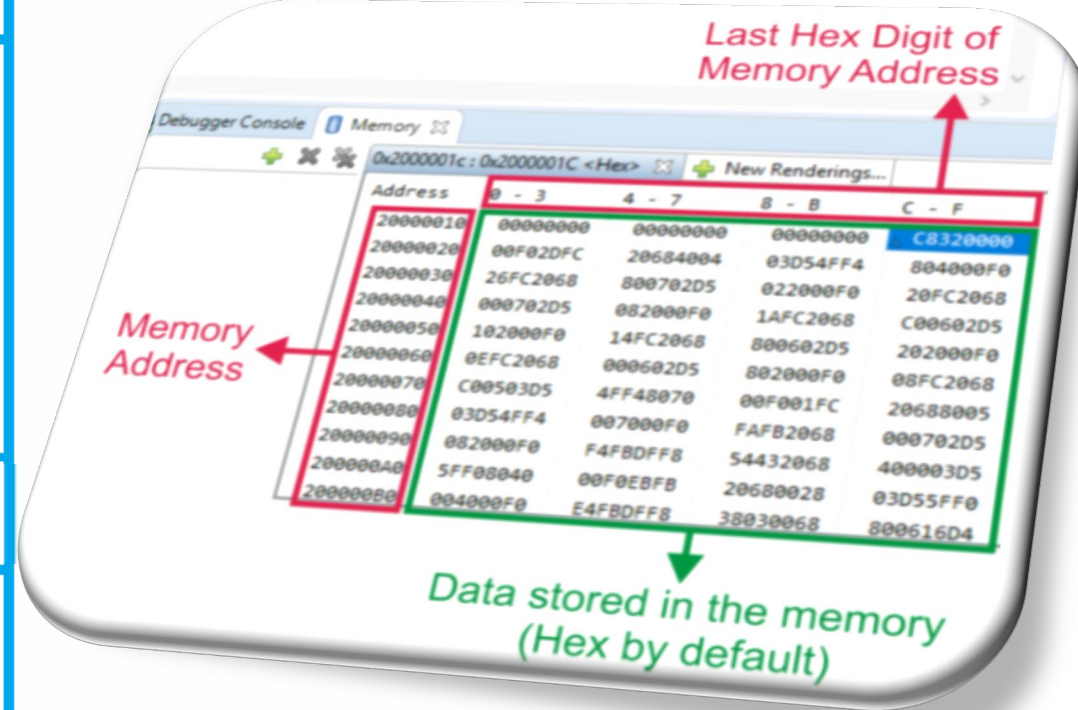 Last Hex Digit of
Memory Address
Debugger Console Memory
0x2000001c : 0x2000001C <Hex> New Renderings...
Address 0 - 3 4 - 7 8 - B C - F
20000010 00000000 00000000 00000000 C8320000
20000020 00F02DFC 20684004 03D54FF4 804000F0
20000030 26FC2068 800702D5 022000F0 20FC2068
20000040 000702D5 082000F0 1AFC2068 C00602D5
20000050 102000F0 14FC2068 800602D5 202000F0
20000060 0EFC2068 000602D5 802000F0 08FC2068
20000070 C00503D5 4FF48070 00F001FC 20688005
20000080 03D54FF4 007000F0 FAFB2068 000702D5
20000090 082000F0 F4FBDFF8 54432068 400003D5
200000A0 5FF08040 00F0EBFB 20680028 03D55FF0
200000B0 004000F0 E4FBDFF8 38030068 800616D4
Memory
Address
Data stored in the memory
(Hex by default)